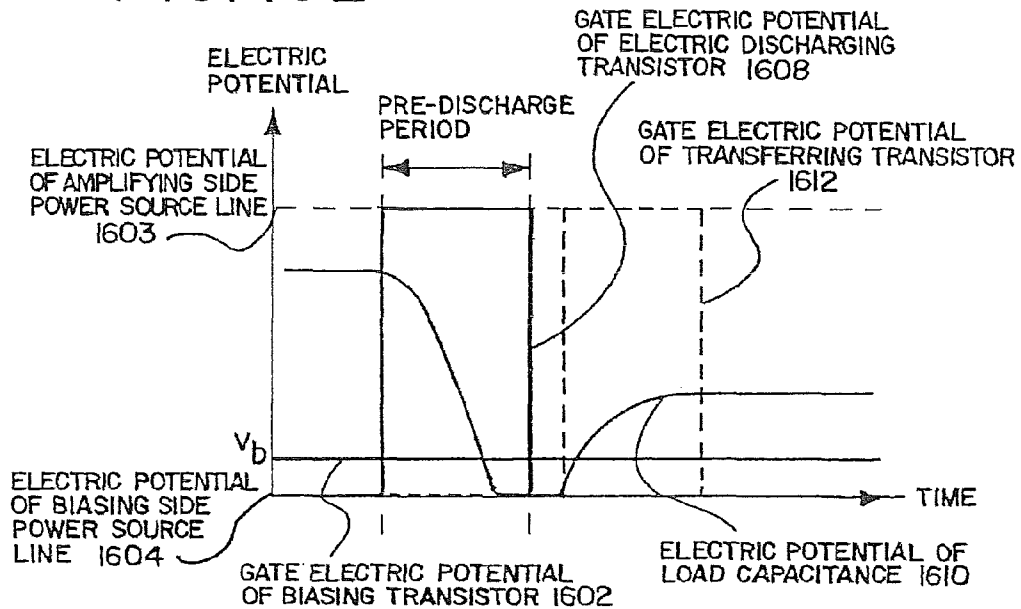 GATE ELECTRIC POTENTIAL
OF ELECTRIC DISCHARGING
TRANSISTOR 1608
ELECTRIC
POTENTIAL
PRE-DISCHARGE
PERIOD
GATE ELECTRIC POTENTIAL
OF TRANSFERRING TRANSISTOR
1612
ELECTRIC POTENTIAL
OF AMPLIFYING SIDE
POWER SOURCE LINE
1603
Vb
ELECTRIC POTENTIAL
OF BIASING SIDE
POWER SOURCE
LINE 1604
TIME
GATE ELECTRIC POTENTIAL
OF BIASING TRANSISTOR 1602
ELECTRIC POTENTIAL OF
LOAD CAPACITANCE 1610